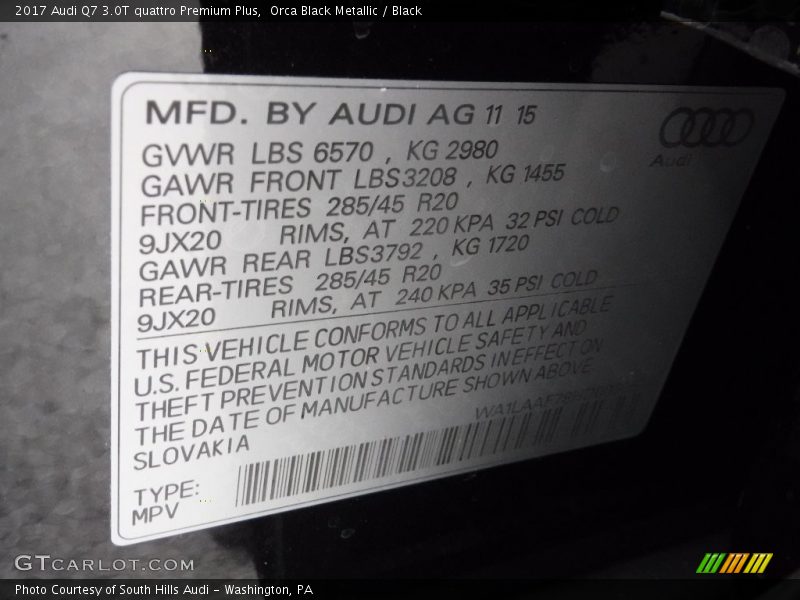 2017 Audi Q7 3.0T quattro Premium Plus,  Orca Black Metallic / Black
MFD. BY AUDI AG 11 15
Audi
GVWR LBS 6570 , KG 2980
GAWR FRONT LBS3208 , KG 1455
FRONT-TIRES 285/45 R20
9JX20 RIMS, AT 220 KPA 32 PSI COLD
GAWR REAR LBS3792 , KG 1720
REAR-TIRES 285/45 R20
9JX20 RIMS, AT 240 KPA 35 PSI COLD
THIS VEHICLE CONFORMS TO ALL APPLICABLE
U.S. FEDERAL MOTOR VEHICLE SAFETY AND
THEFT PREVENTION STANDARDS IN EFFECT ON
THE DATE OF MANUFACTURE SHOWN ABOVE
SLOVAKIA
TYPE:
MPV
GTCARLOT.COM
Photo Courtesy of South Hills Audi – Washington, PA